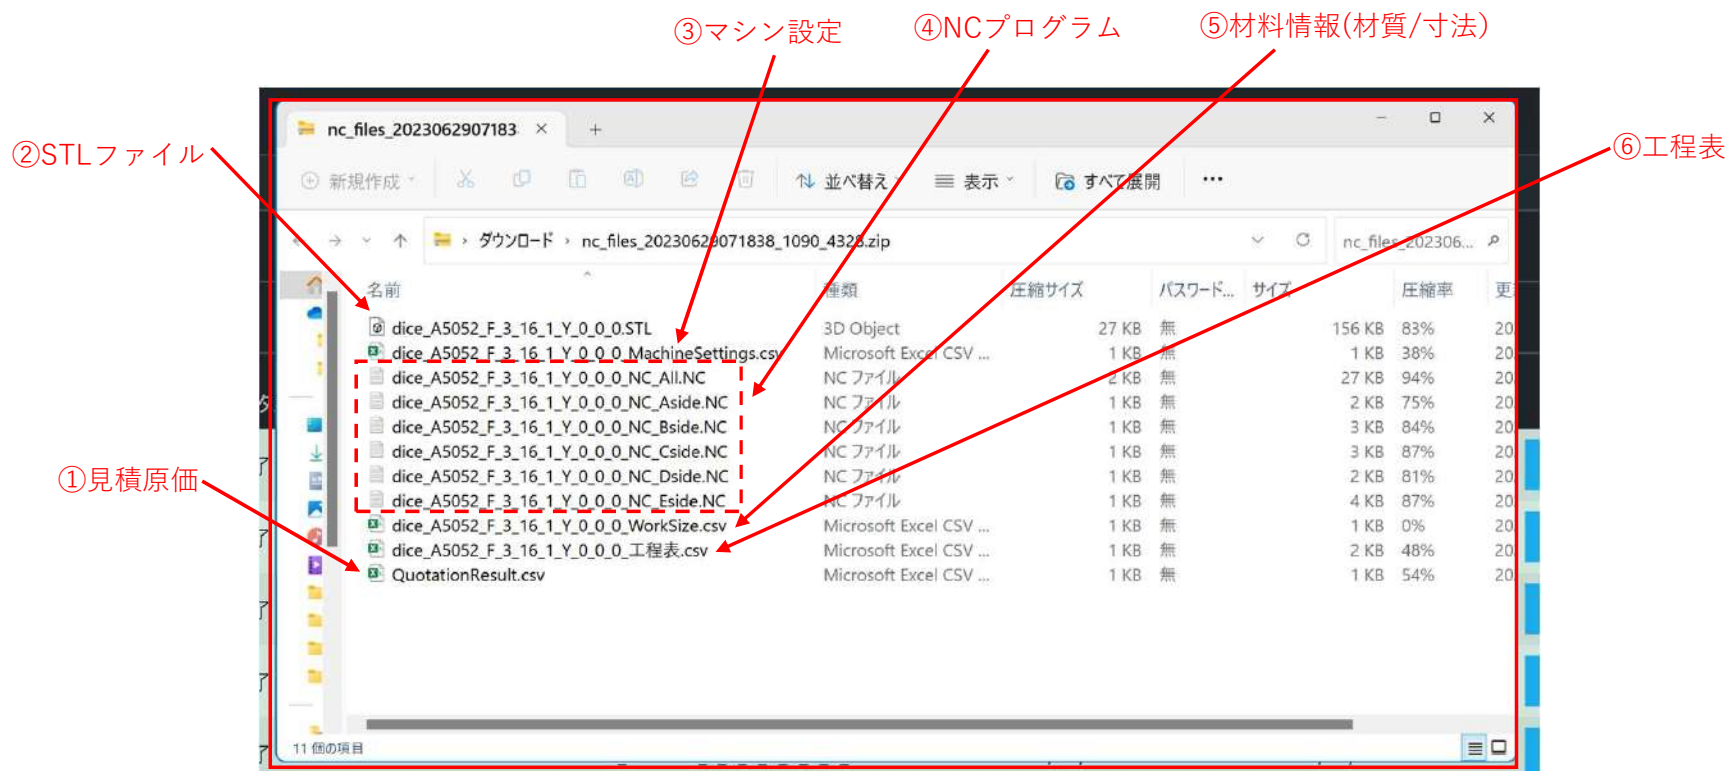 ③マシン設定
④NCプログラム
⑤材料情報(材質/寸法)
②STLファイル
⑥工程表
①見積原価
nc_files_2023062907183
新規作成
並べ替え
表示
すべて展開
ダウンロード › nc_files_20230629071838_1090_4328.zip
nc_files_202306...
名前 種類 圧縮サイズ パスワード... サイズ 圧縮率 更
dice_A5052_F_3_16_1_Y_0_0_0.STL 3D Object 27 KB 無 156 KB 83% 20
dice_A5052_F_3_16_1_Y_0_0_0_MachineSettings.csv Microsoft Excel CSV ... 1 KB 無 1 KB 38% 20
dice_A5052_F_3_16_1_Y_0_0_0_NC_All.NC NC ファイル 2 KB 無 27 KB 94% 20
dice_A5052_F_3_16_1_Y_0_0_0_NC_Aside.NC NC ファイル 1 KB 無 2 KB 75% 20
dice_A5052_F_3_16_1_Y_0_0_0_NC_Bside.NC NC ファイル 1 KB 無 3 KB 84% 20
dice_A5052_F_3_16_1_Y_0_0_0_NC_Cside.NC NC ファイル 1 KB 無 3 KB 87% 20
dice_A5052_F_3_16_1_Y_0_0_0_NC_Dside.NC NC ファイル 1 KB 無 2 KB 81% 20
dice_A5052_F_3_16_1_Y_0_0_0_NC_Eside.NC NC ファイル 1 KB 無 4 KB 87% 20
dice_A5052_F_3_16_1_Y_0_0_0_WorkSize.csv Microsoft Excel CSV ... 1 KB 無 1 KB 0% 20
dice_A5052_F_3_16_1_Y_0_0_0_工程表.csv Microsoft Excel CSV ... 1 KB 無 2 KB 48% 20
QuotationResult.csv Microsoft Excel CSV ... 1 KB 無 1 KB 54% 20
11 個の項目